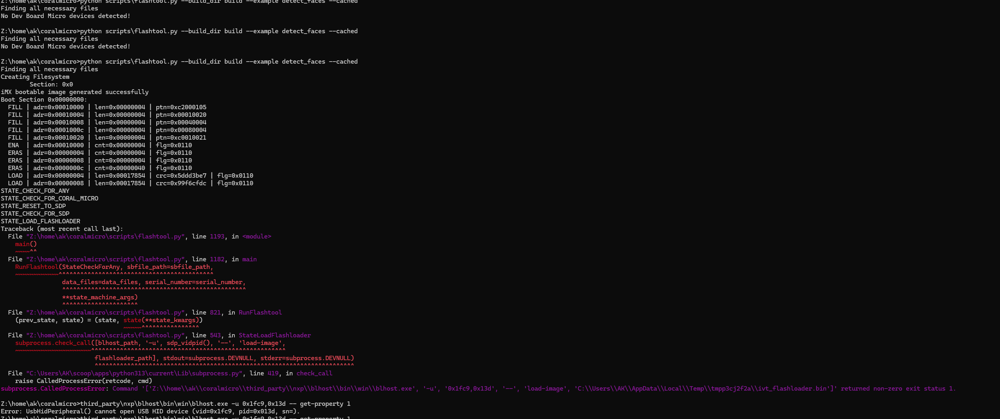 Z:\home\ak\coralmicro>python scripts\flashtool.py --build_dir build --example detect_faces --cached
Finding all necessary files
No Dev Board Micro devices detected!
Z:\home\ak\coralmicro>python scripts\flashtool.py --build_dir build --example detect_faces --cached
Finding all necessary files
No Dev Board Micro devices detected!
Z:\home\ak\coralmicro>python scripts\flashtool.py --build_dir build --example detect_faces --cached
Finding all necessary files
Creating Filesystem
        Section: 0x0
iMX bootable image generated successfully
Boot Section 0x00000000:
  FILL | adr=0x00010000 | len=0x00000004 | ptn=0xc2000105
  FILL | adr=0x00010004 | len=0x00000004 | ptn=0x00010020
  FILL | adr=0x00010008 | len=0x00000004 | ptn=0x00040004
  FILL | adr=0x0001000c | len=0x00000004 | ptn=0x00080004
  FILL | adr=0x00010020 | len=0x00000004 | ptn=0xc0010021
  ENA  | adr=0x00010000 | cnt=0x00000004 | flg=0x0110
  ERAS | adr=0x00000004 | cnt=0x00000004 | flg=0x0110
  ERAS | adr=0x00000008 | cnt=0x00000004 | flg=0x0110
  ERAS | adr=0x0000000c | cnt=0x00000040 | flg=0x0110
  LOAD | adr=0x00000004 | len=0x00017854 | crc=0x5ddd3be7 | flg=0x0110
  LOAD | adr=0x00000008 | len=0x00017854 | crc=0x99f6cfdc | flg=0x0110
STATE_CHECK_FOR_ANY
STATE_CHECK_FOR_CORAL_MICRO
STATE_RESET_TO_SDP
STATE_CHECK_FOR_SDP
STATE_LOAD_FLASHLOADER
Traceback (most recent call last):
  File "Z:\home\ak\coralmicro\scripts\flashtool.py", line 1193, in <module>
    main()
    ~~~~^^
  File "Z:\home\ak\coralmicro\scripts\flashtool.py", line 1182, in main
    RunFlashtool(StateCheckForAny, sbfile_path=sbfile_path,
    ~~~~~~~~~~~~^^^^^^^^^^^^^^^^^^^^^^^^^^^^^^^^^^^^^^^^^^^
                 data_files=data_files, serial_number=serial_number,
                 ^^^^^^^^^^^^^^^^^^^^^^^^^^^^^^^^^^^^^^^^^^^^^^^^^^^
                 **state_machine_args)
                 ^^^^^^^^^^^^^^^^^^^^^
  File "Z:\home\ak\coralmicro\scripts\flashtool.py", line 821, in RunFlashtool
    (prev_state, state) = (state, state(**state_kwargs))
                                  ~~~~~^^^^^^^^^^^^^^^^
  File "Z:\home\ak\coralmicro\scripts\flashtool.py", line 543, in StateLoadFlashloader
    subprocess.check_call([blhost_path, '-u', sdp_vidpid(), '--', 'load-image',
    ~~~~~~~~~~~~~~~~~~~~~^^^^^^^^^^^^^^^^^^^^^^^^^^^^^^^^^^^^^^^^^^^^^^^^^^^^^^
                          flashloader_path], stdout=subprocess.DEVNULL, stderr=subprocess.DEVNULL)
                          ^^^^^^^^^^^^^^^^^^^^^^^^^^^^^^^^^^^^^^^^^^^^^^^^^^^^^^^^^^^^^^^^^^^^^^^^
  File "C:\Users\AK\scoop\apps\python313\current\Lib\subprocess.py", line 419, in check_call
    raise CalledProcessError(retcode, cmd)
subprocess.CalledProcessError: Command '['Z:\\home\\ak\\coralmicro\\third_party\\nxp\\blhost\\bin\\win\\blhost.exe', '-u', '0x1fc9,0x13d', '--', 'load-image', 'C:\\Users\\AK\\AppData\\Local\\Temp\\tmpp3cj2f2a\\ivt_flashloader.bin']' returned non-zero exit status 1.
Z:\home\ak\coralmicro>third_party\nxp\blhost\bin\win\blhost.exe -u 0x1fc9,0x13d -- get-property 1
Error: UsbHidPeripheral() cannot open USB HID device (vid=0x1fc9, pid=0x013d, sn=).
Z:\home\ak\coralmicro>third_party\nxp\blhost\bin\win\blhost.exe -u 0x1fc9,0x13d -- get-property 1